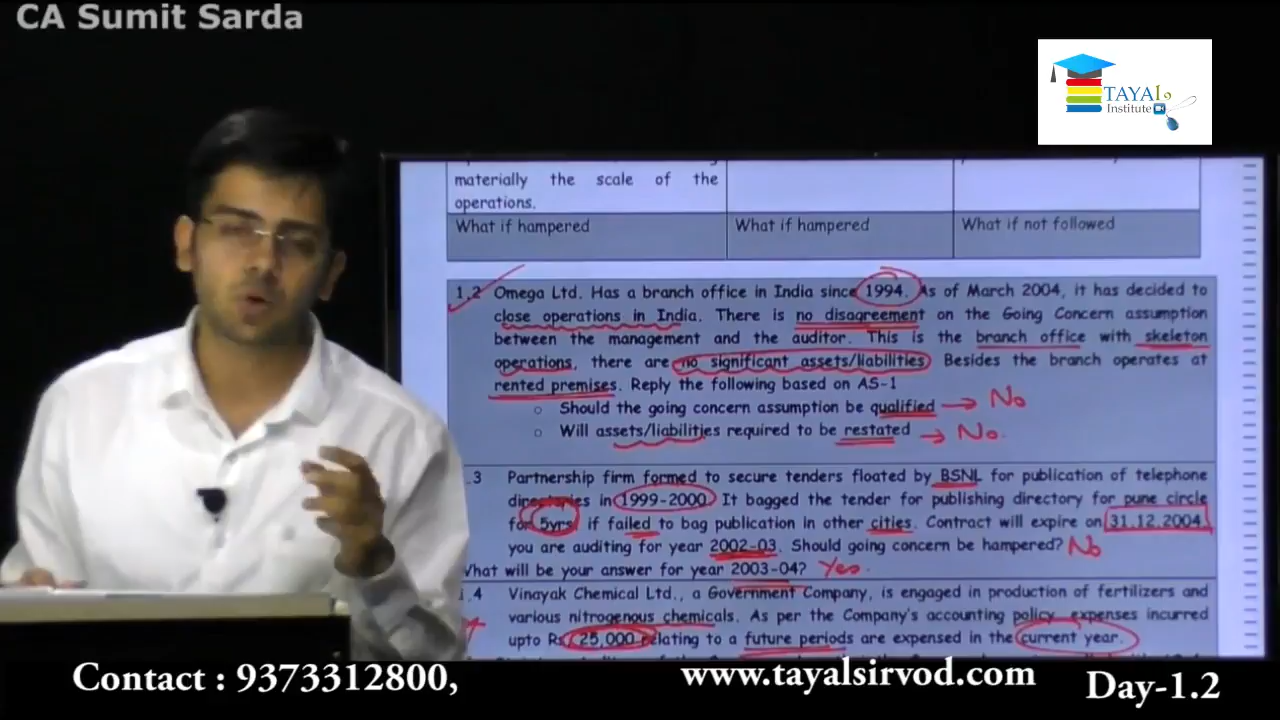 CA Sumit Sarda
TAYAL
Institute
materially the scale of the
operations.
What if hampered What if hampered What if not followed
1.2 Omega Ltd. Has a branch office in India since 1994. As of March 2004, it has decided to
close operations in India. There is no disagreement on the Going Concern assumption
between the management and the auditor. This is the branch office with skeleton
operations, there are no significant assets/liabilities Besides the branch operates at
rented premises. Reply the following based on AS-1
o Should the going concern assumption be qualified → No
o Will assets/liabilities required to be restated → No.
.3 Partnership firm formed to secure tenders floated by BSNL for publication of telephone
directories in 1999-2000 It bagged the tender for publishing directory for pune circle
for 5yrs if failed to bag publication in other cities. Contract will expire on 31.12.2004
you are auditing for year 2002-03. Should going concern be hampered? No
What will be your answer for year 2003-04? Yes.
1.4 Vinayak Chemical Ltd., a Government Company, is engaged in production of fertilizers and
various nitrogenous chemicals. As per the Company's accounting policy expenses incurred
upto Rs. 25,000 relating to a future periods are expensed in the current year.
Contact : 9373312800, www.tayalsirvod.com Day-1.2